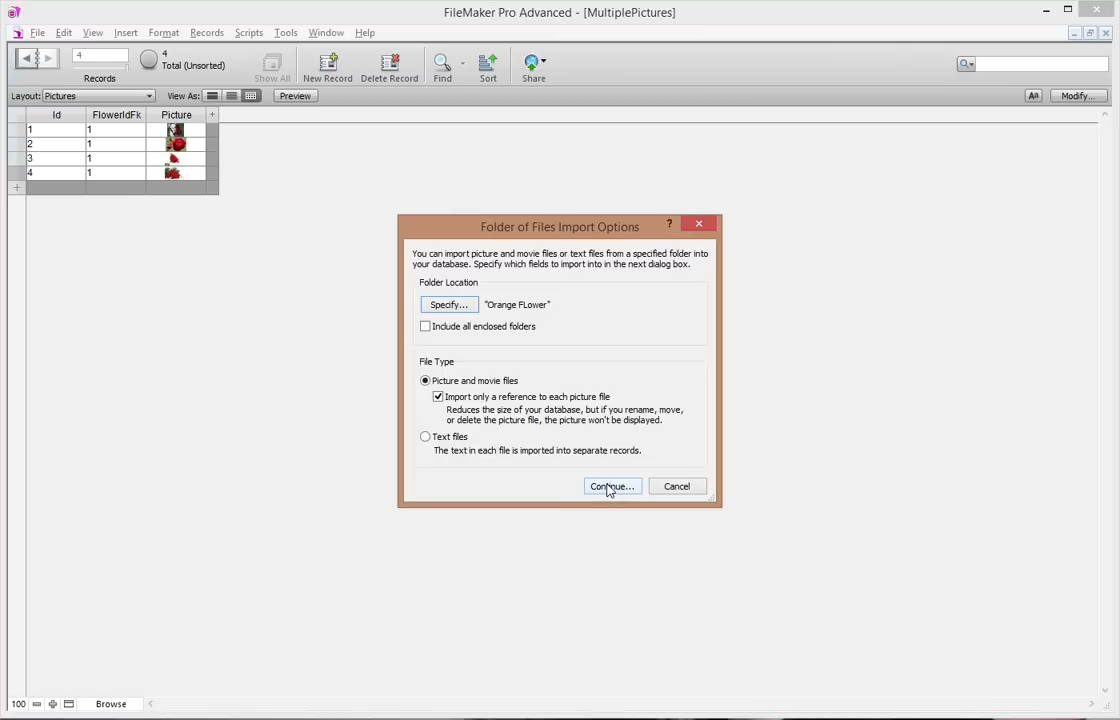 FileMaker Pro Advanced - [MultiplePictures]
File Edit View Insert Format Records Scripts Tools Window Help
4
4
Total (Unsorted)
Records
Show All
New Record
Delete Record
Find
Sort
Share
Layout: Pictures
View As:
Preview
Aa
Modify...
Id FlowerIdFk Picture +
1 1
2 1
3 1
4 1
+
Folder of Files Import Options ?
You can import picture and movie files or text files from a specified folder into
your database. Specify which fields to import into in the next dialog box.
Folder Location
Specify... "Orange FLower"
Include all enclosed folders
File Type
Picture and movie files
Import only a reference to each picture file
Reduces the size of your database, but if you rename, move,
or delete the picture file, the picture won't be displayed.
Text files
The text in each file is imported into separate records.
Continue... Cancel
100 Browse